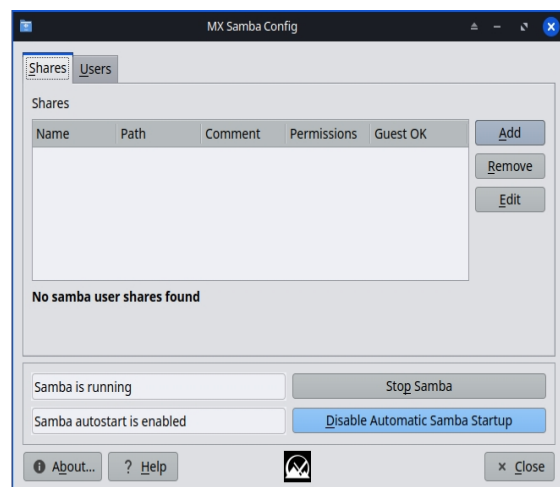 MX Samba Config
Shares Users
Shares
Name Path Comment Permissions Guest OK
Add
Remove
Edit
No samba user shares found
Samba is running Stop Samba
Samba autostart is enabled Disable Automatic Samba Startup
About... ? Help × Close